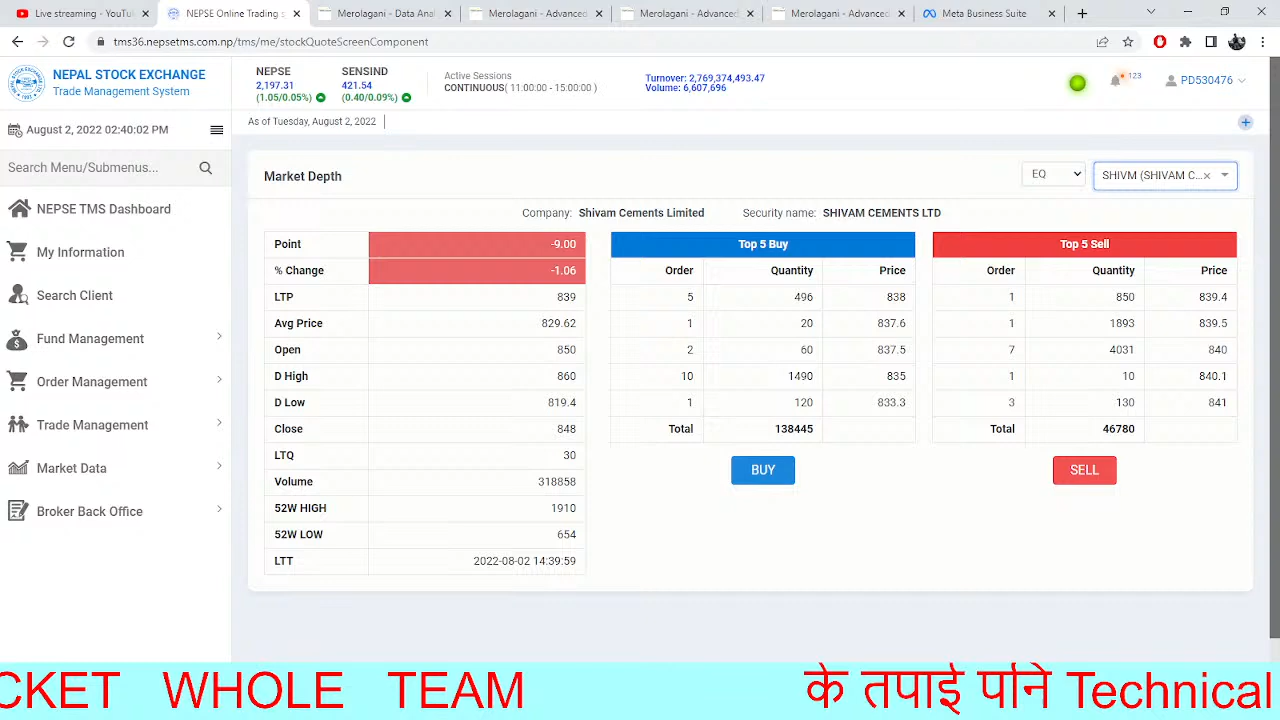 Live streaming - YouTu
NEPSE Online Trading s
Merolagani - Data Anal
Merolagani - Advanced
Merolagani - Advanced
Merolagani - Advanced
Meta Business Suite
tms36.nepsetms.com.np/tms/me/stockQuoteScreenComponent
NEPAL STOCK EXCHANGE
Trade Management System
NEPSE
2,197.31
(1.05/0.05%)
SENSIND
421.54
(0.40/0.09%)
Active Sessions
CONTINUOUS( 11:00:00 - 15:00:00 )
Turnover: 2,769,374,493.47
Volume: 6,607,696
123
PD530476
August 2, 2022 02:40:02 PM
As of Tuesday, August 2, 2022
Search Menu/Submenus...
NEPSE TMS Dashboard
My Information
Search Client
Fund Management
Order Management
Trade Management
Market Data
Broker Back Office
Market Depth
EQ
SHIVM (SHIVAM C...
Company: Shivam Cements Limited
Security name: SHIVAM CEMENTS LTD
Point -9.00
% Change -1.06
LTP 839
Avg Price 829.62
Open 850
D High 860
D Low 819.4
Close 848
LTQ 30
Volume 318858
52W HIGH 1910
52W LOW 654
LTT 2022-08-02 14:39:59
Top 5 Buy
Order Quantity Price
5 496 838
1 20 837.6
2 60 837.5
10 1490 835
1 120 833.3
Total 138445
BUY
Top 5 Sell
Order Quantity Price
1 850 839.4
1 1893 839.5
7 4031 840
1 10 840.1
3 130 841
Total 46780
SELL
CKET WHOLE TEAM के तपाई पनि Technical